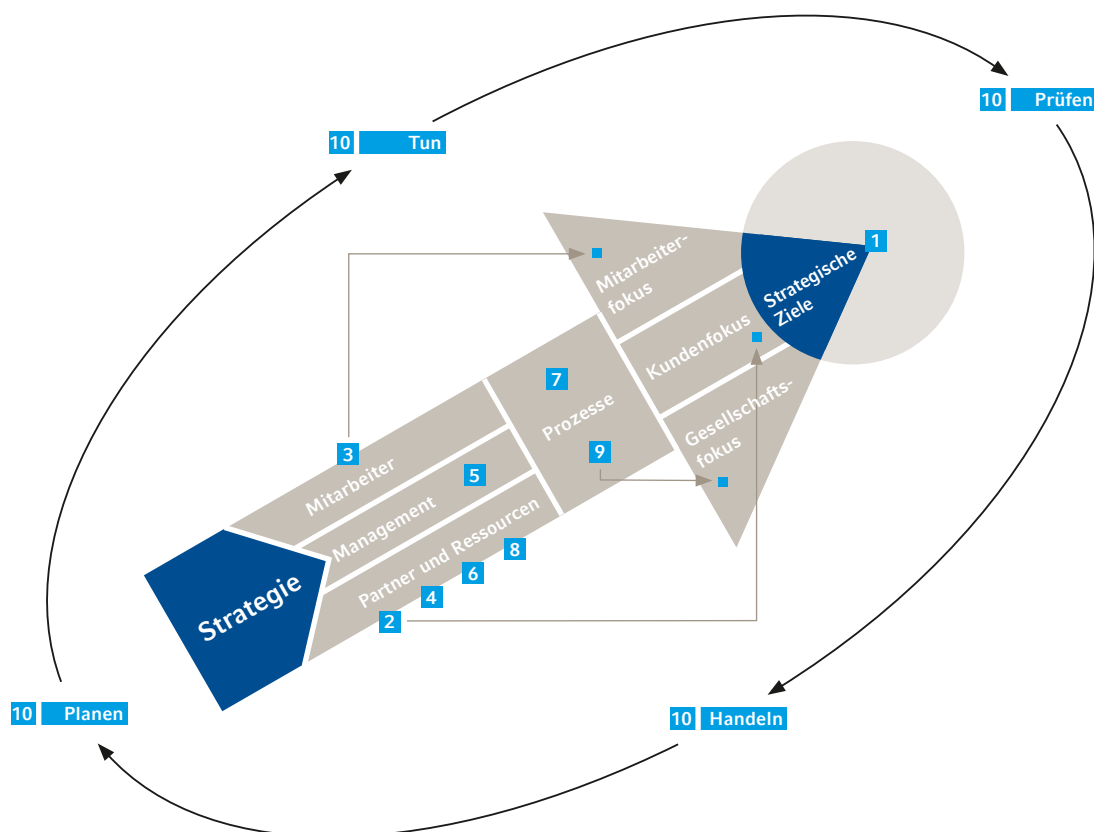 10 Prüfen
10 Tun
1
Mitarbeiter-
fokus
Strategische
Ziele
Kundenfokus
7
Prozesse
9
Gesellschafts-
fokus
3
Mitarbeiter
5
Management
Partner und Ressourcen
8
6
4
2
Strategie
10 Planen
10 Handeln